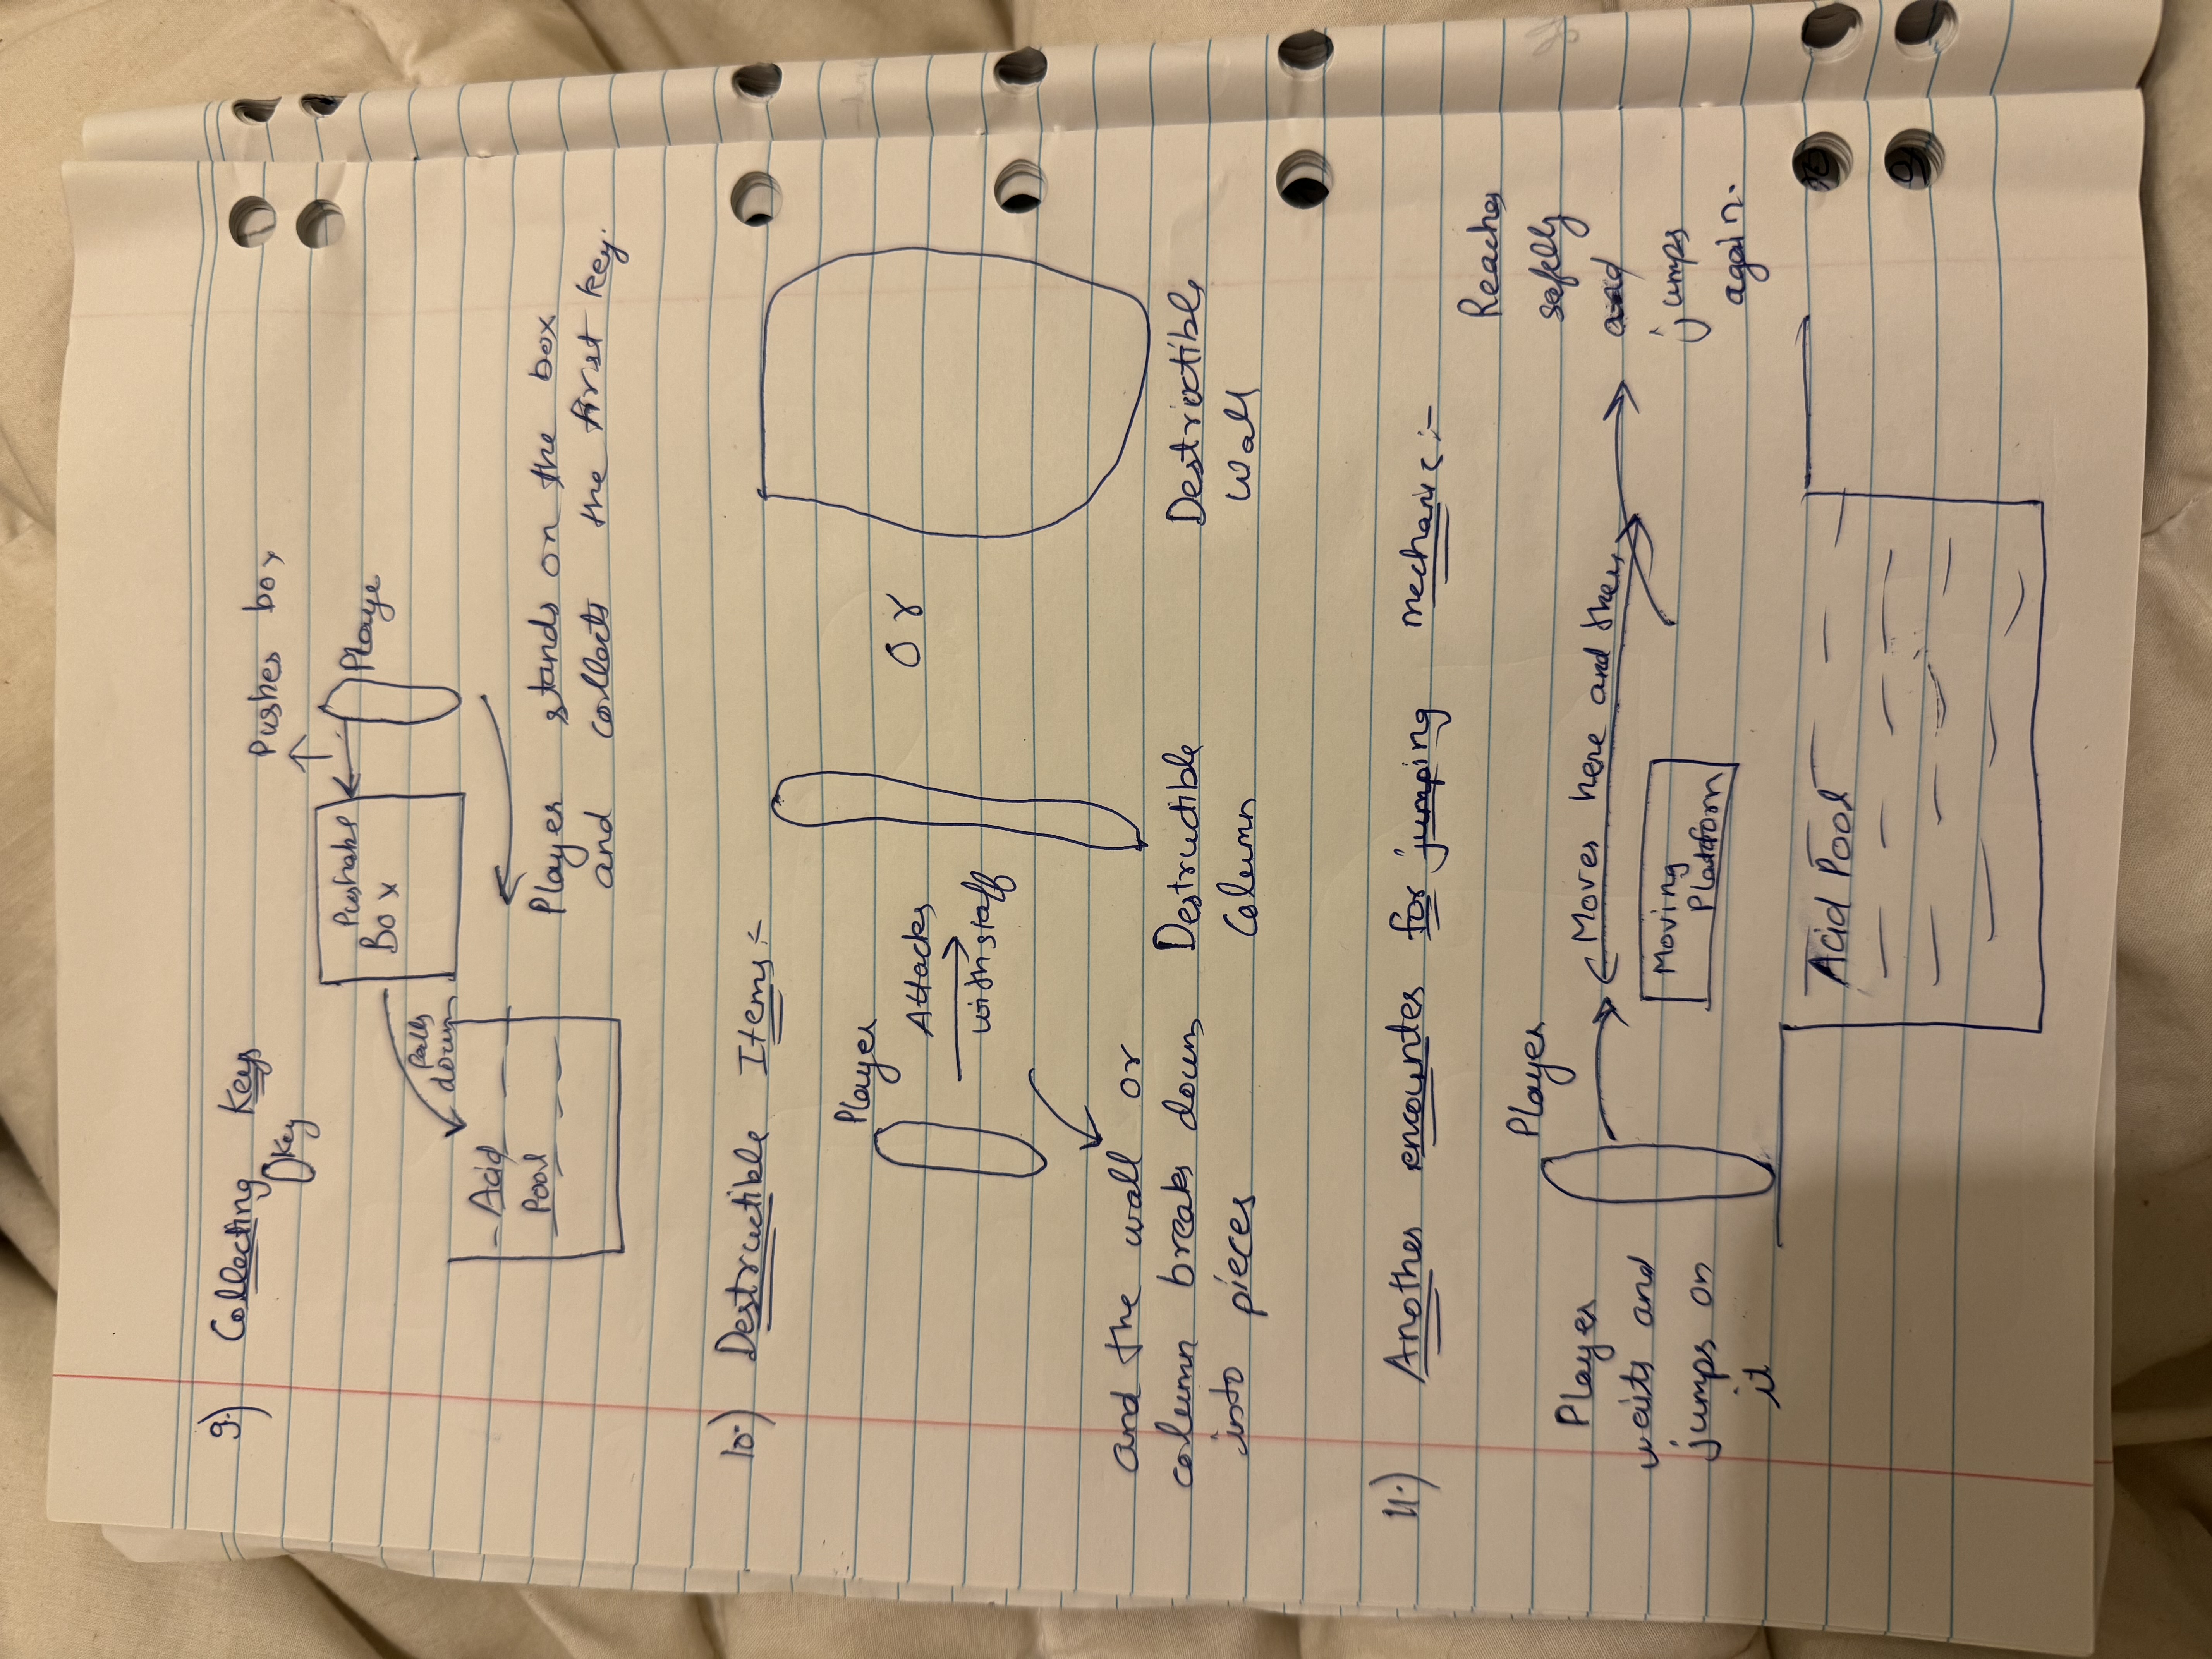 9.) Collecting Keys
Key
Pushes box
Pushable
Box
Playe
falls
down
Acid
Pool
Player stands on the box
and collects the first key.
10.) Destructible Items :-
Player
Attacks
with staff
Or
and the wall or
column breaks down
into pieces
Destructible
Column
Destructible
Wall
11.) Another encounter for jumping mechanic :-
Player
waits and
jumps on
it
Player
Moves here and there
Moving
Platform
Reaches
safely
and
jumps
again.
Acid Pool